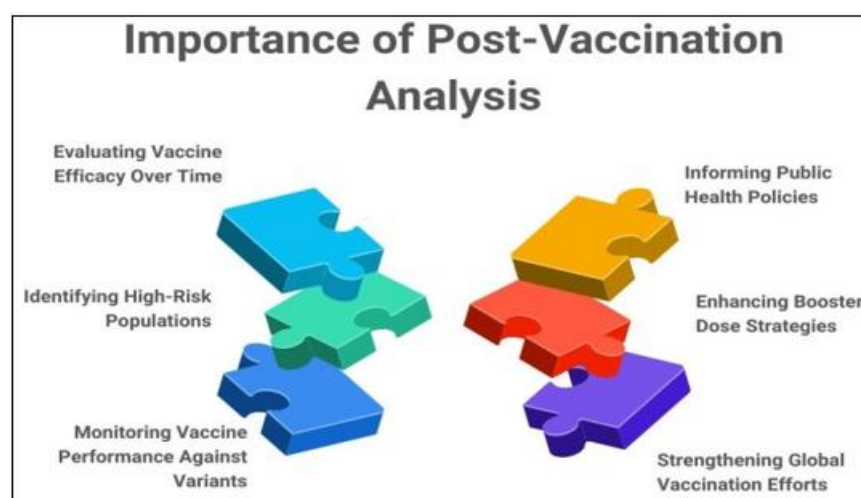 Importance of Post-Vaccination
Analysis
Evaluating Vaccine
Efficacy Over Time
Identifying High-Risk
Populations
Monitoring Vaccine
Performance Against
Variants
Informing Public
Health Policies
Enhancing Booster
Dose Strategies
Strengthening Global
Vaccination Efforts